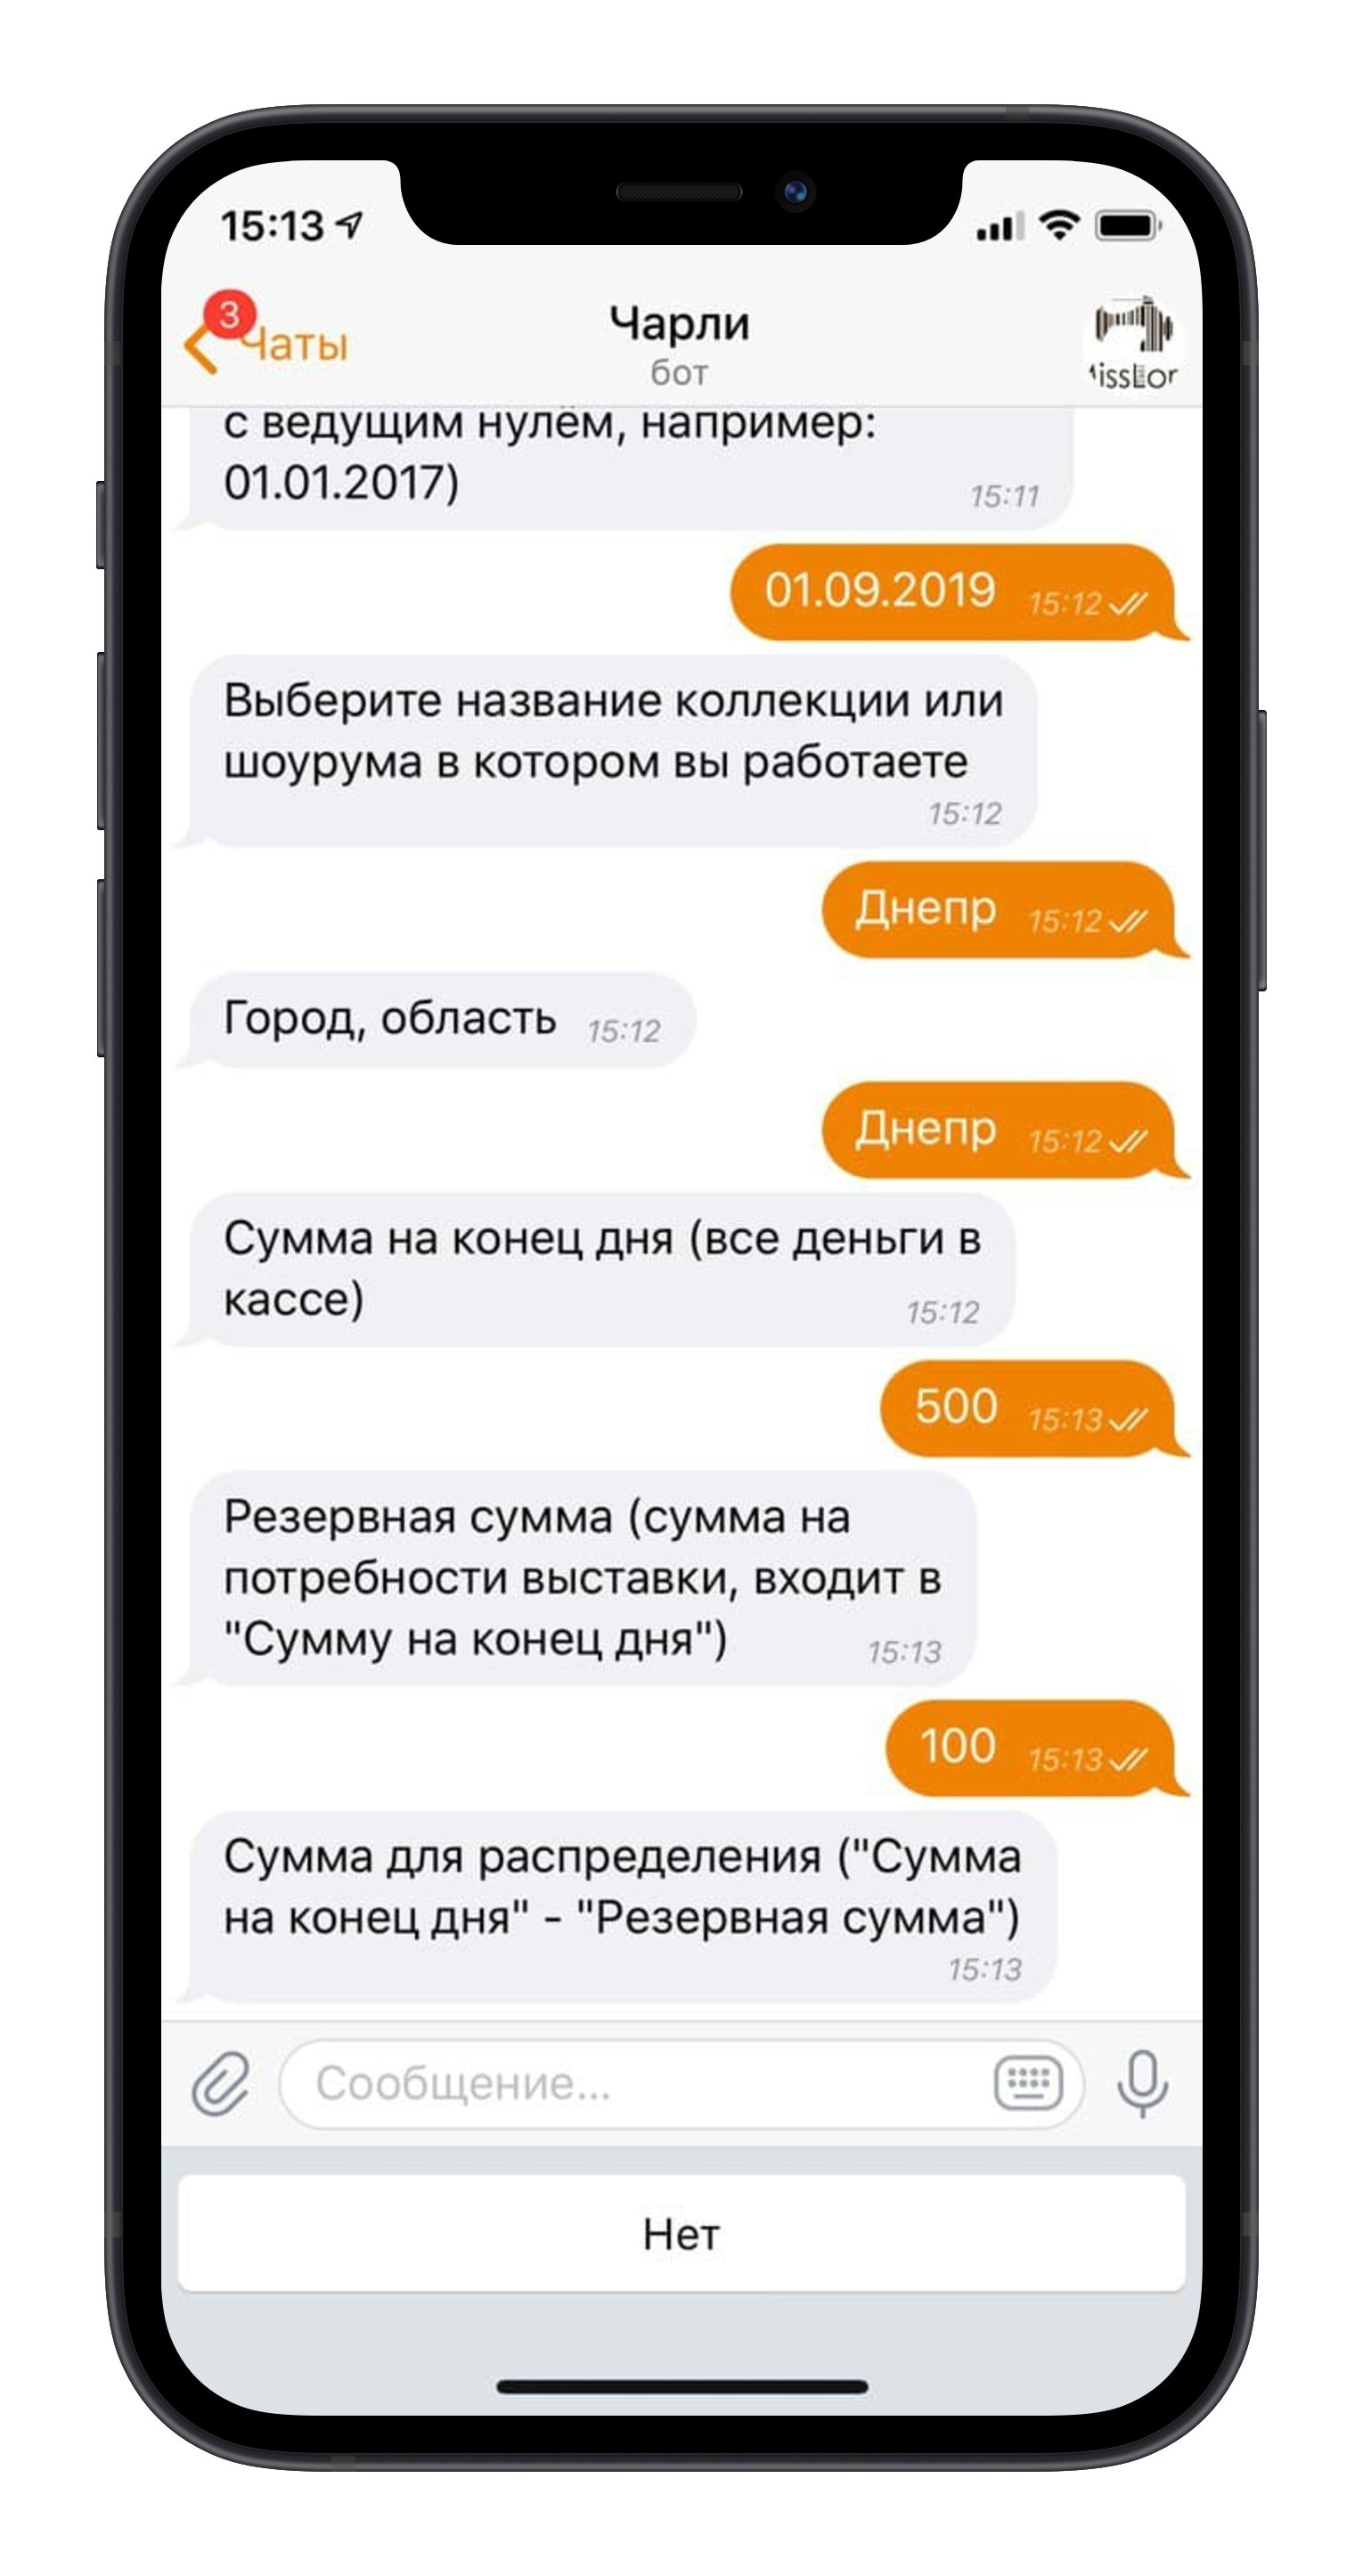 15:13
3
Чаты
Чарли
бот
с ведущим нулём, например:
01.01.2017)
15:11
01.09.2019 15:12
Выберите название коллекции или
шоурума в котором вы работаете
15:12
Днепр 15:12
Город, область 15:12
Днепр 15:12
Сумма на конец дня (все деньги в
кассе)
15:12
500 15:13
Резервная сумма (сумма на
потребности выставки, входит в
"Сумму на конец дня")
15:13
100 15:13
Сумма для распределения ("Сумма
на конец дня" - "Резервная сумма")
15:13
Сообщение...
Нет